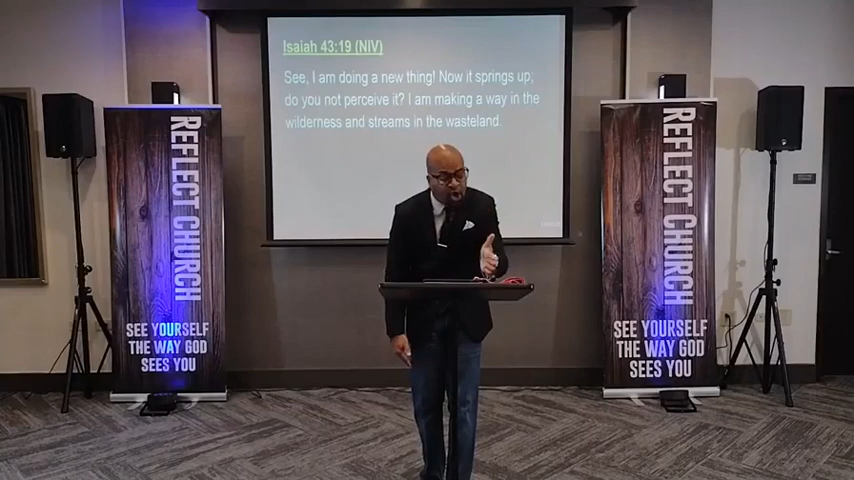 Isaiah 43:19 (NIV)
See, I am doing a new thing! Now it springs up;
do you not perceive it? I am making a way in the
wilderness and streams in the wasteland.
REFLECT CHURCH
SEE YOURSELF
THE WAY GOD
SEES YOU
REFLECT CHURCH
SEE YOURSELF
THE WAY GOD
SEES YOU